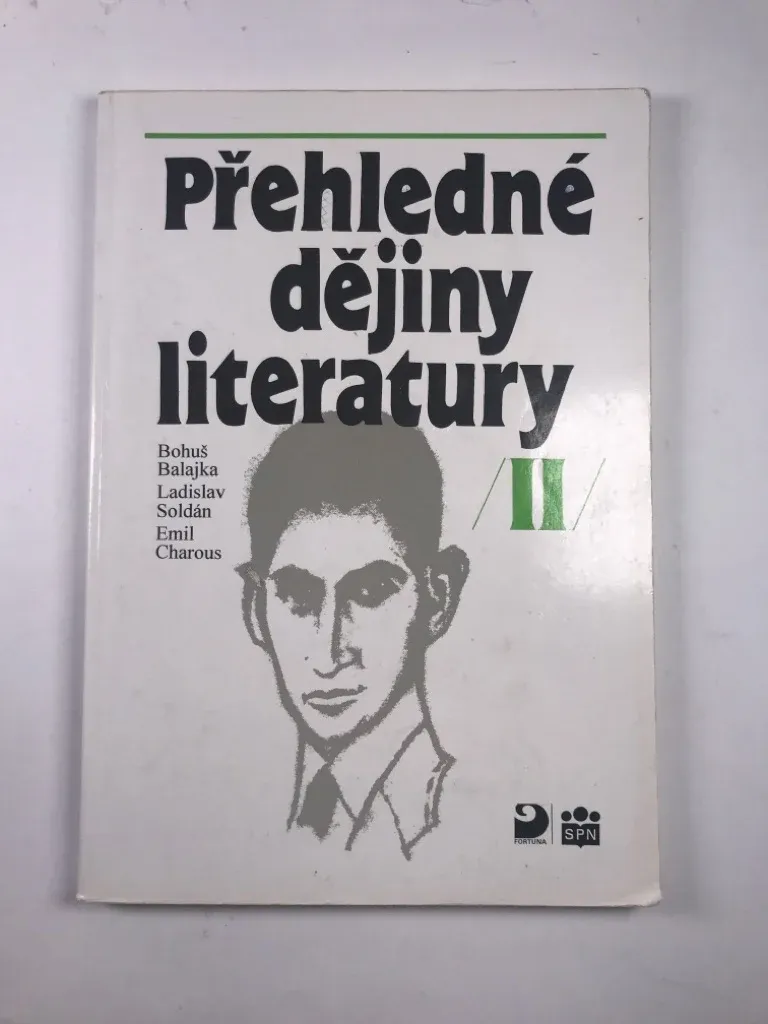 Přehledné
dějiny
literatury
/II/
Bohuš
Balajka
Ladislav
Soldán
Emil
Charous
FORTUNA
SPN